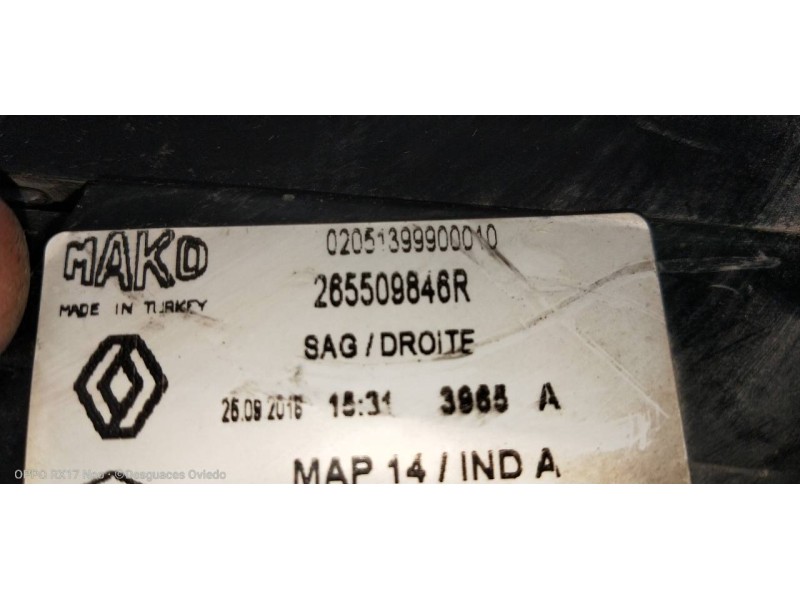 MAKO
MADE IN TURKEY
02051399900010
265509846R
SAG / DROITE
26.09 2016 15:31 3965 A
MAP 14 / IND A
OPPO RX17 Neo · ©Desguaces Oviedo